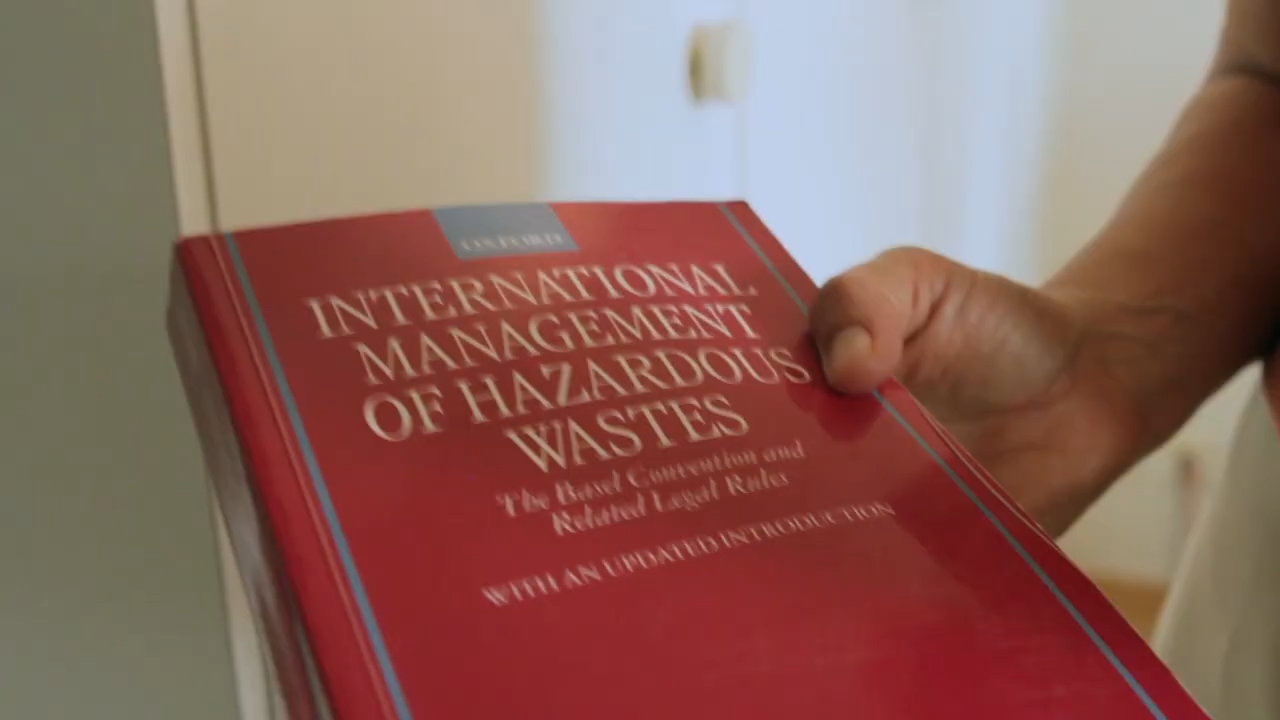 OXFORD
INTERNATIONAL
MANAGEMENT
OF HAZARDOUS
WASTES
The Basel Convention and
Related Legal Rules
WITH AN UPDATED INTRODUCTION